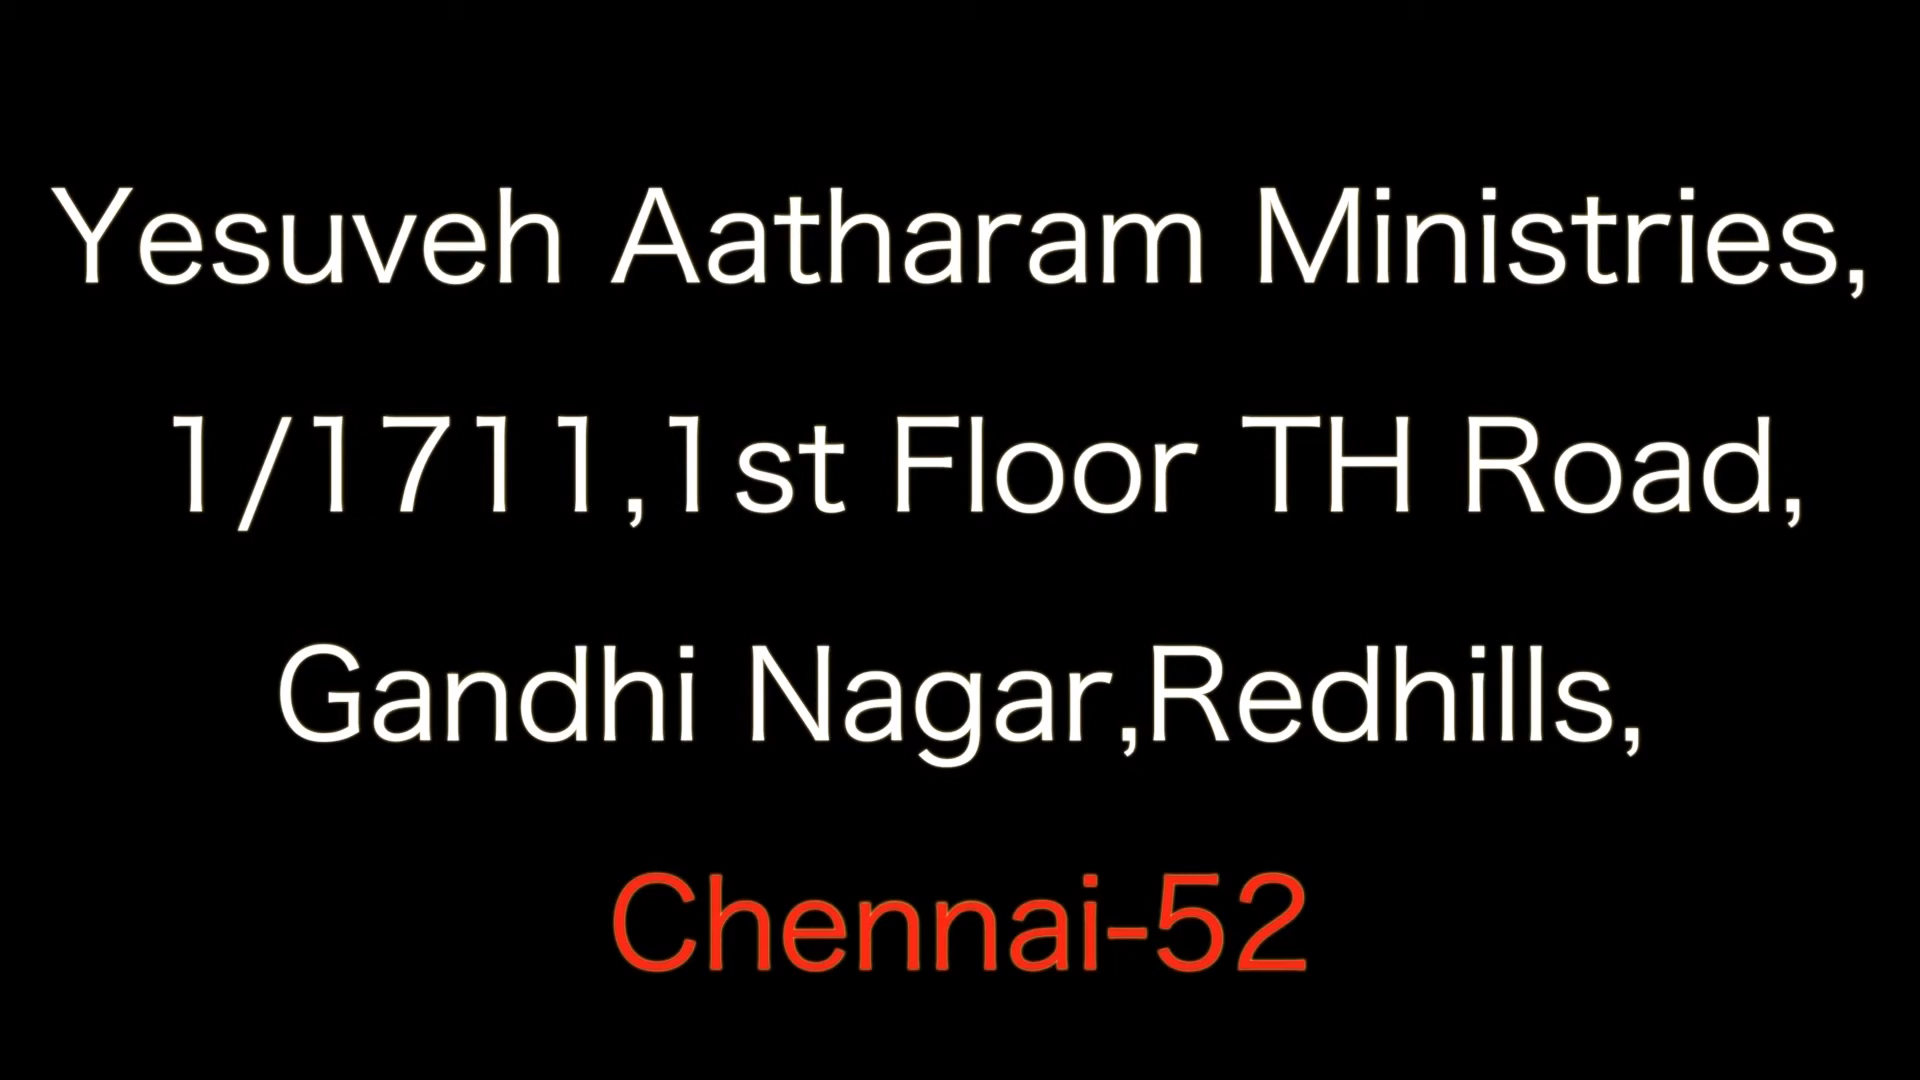 Yesuveh Aatharam Ministries,
1/1711,1st Floor TH Road,
Gandhi Nagar,Redhills,
Chennai-52